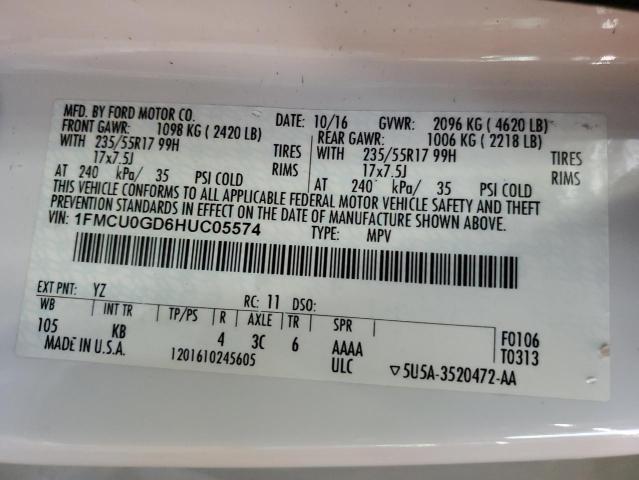 MFD. BY FORD MOTOR CO. DATE: 10/16 GVWR: 2096 KG ( 4620 LB)
FRONT GAWR: 1098 KG ( 2420 LB) REAR GAWR: 1006 KG ( 2218 LB)
WITH 235/55R17 99H TIRES WITH 235/55R17 99H TIRES
17x7.5J RIMS 17x7.5J RIMS
AT 240 kPa/ 35 PSI COLD AT 240 kPa/ 35 PSI COLD
THIS VEHICLE CONFORMS TO ALL APPLICABLE FEDERAL MOTOR VEHICLE SAFETY AND THEFT
PREVENTION STANDARDS IN EFFECT ON THE DATE OF MANUFACTURE SHOWN ABOVE.
VIN: 1FMCU0GD6HUC05574 TYPE: MPV
EXT PNT: YZ RC: 11 DSO:
WB INT TR TP/PS R AXLE TR SPR F0106
105 KB 4 3C 6 AAAA T0313
MADE IN U.S.A. 1201610245605 ULC ▽5U5A-3520472-AA